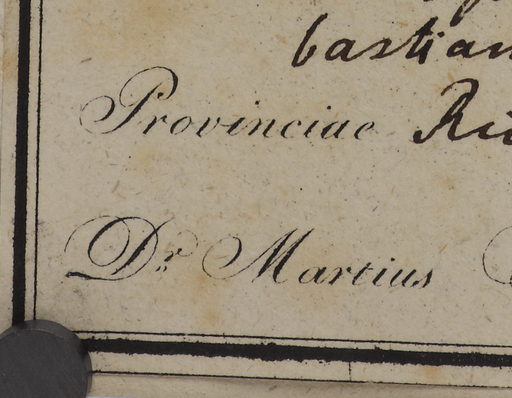 bastian
Provinciae
Dr Martius